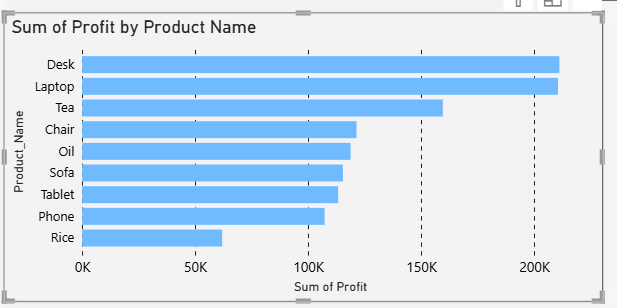 Sum of Profit by Product Name
Product_Name
Desk
Laptop
Tea
Chair
Oil
Sofa
Tablet
Phone
Rice
0K 50K 100K 150K 200K
Sum of Profit